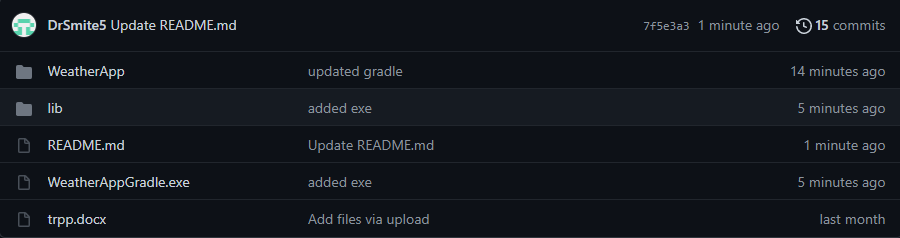 DrSmite5 Update README.md 7f5e3a3 1 minute ago 15 commits
WeatherApp updated gradle 14 minutes ago
lib added exe 5 minutes ago
README.md Update README.md 1 minute ago
WeatherAppGradle.exe added exe 5 minutes ago
trpp.docx Add files via upload last month